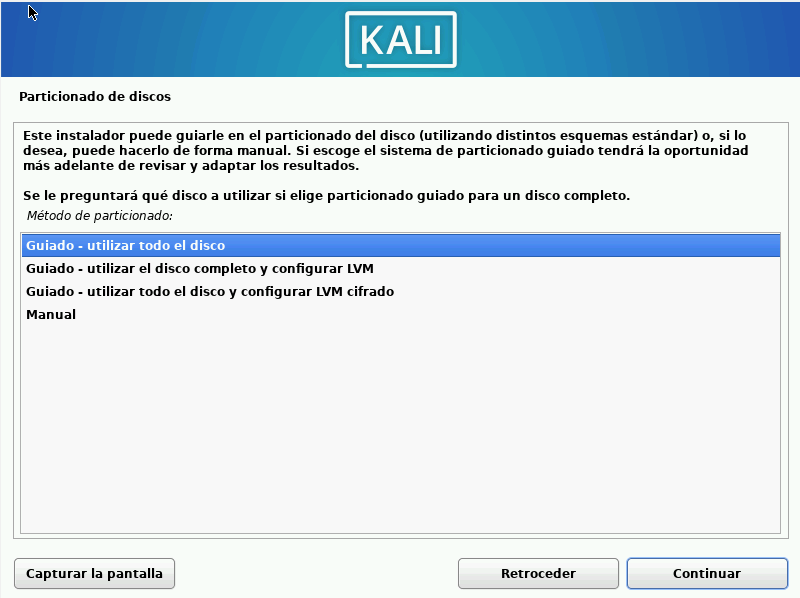 KALI
Particionado de discos
Este instalador puede guiarle en el particionado del disco (utilizando distintos esquemas estándar) o, si lo
desea, puede hacerlo de forma manual. Si escoge el sistema de particionado guiado tendrá la oportunidad
más adelante de revisar y adaptar los resultados.
Se le preguntará qué disco a utilizar si elige particionado guiado para un disco completo.
Método de particionado:
Guiado - utilizar todo el disco
Guiado - utilizar el disco completo y configurar LVM
Guiado - utilizar todo el disco y configurar LVM cifrado
Manual
Capturar la pantalla
Retroceder
Continuar